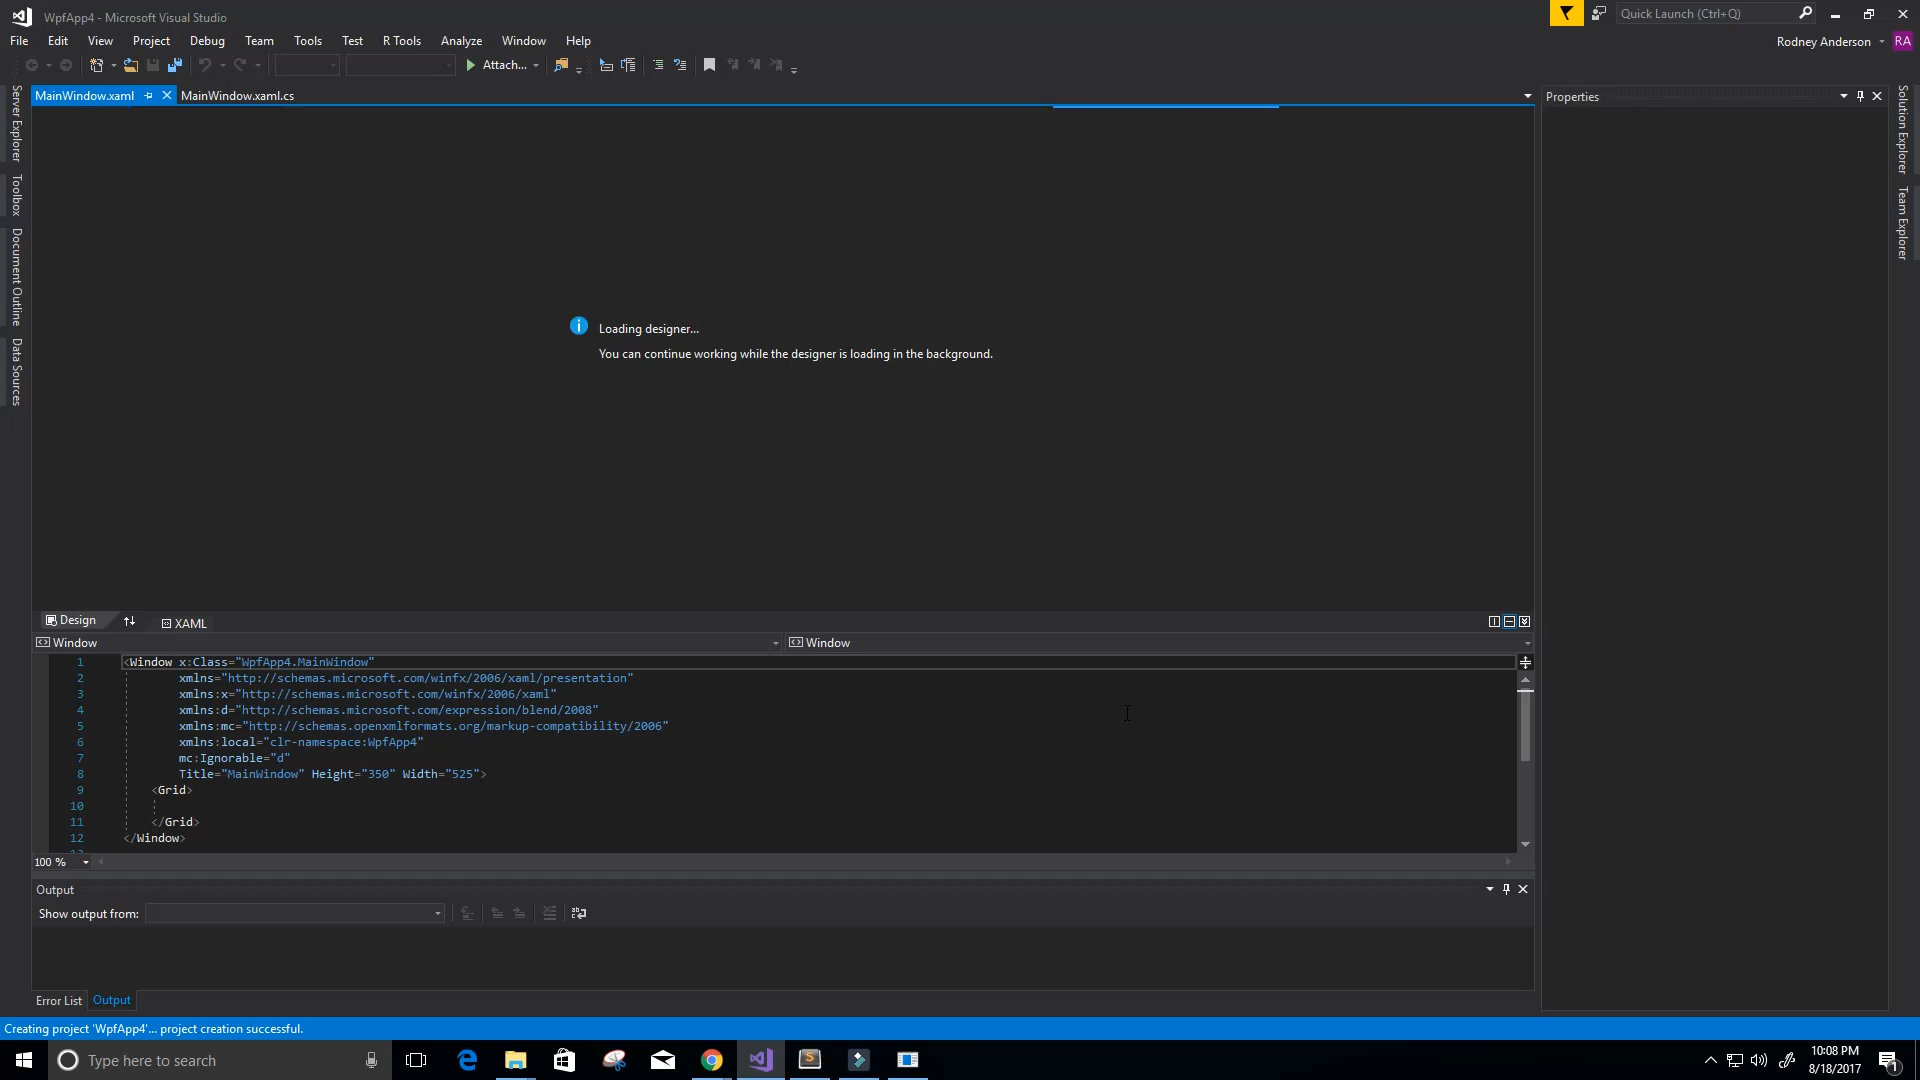 WpfApp4 - Microsoft Visual Studio
Quick Launch (Ctrl+Q)
File Edit View Project Debug Team Tools Test R Tools Analyze Window Help
Rodney Anderson RA
Attach...
MainWindow.xaml MainWindow.xaml.cs
Properties
Server Explorer
Toolbox
Document Outline
Data Sources
Solution Explorer
Team Explorer
Loading designer...
You can continue working while the designer is loading in the background.
Design XAML
Window Window
1 <Window x:Class="WpfApp4.MainWindow"
2 xmlns="http://schemas.microsoft.com/winfx/2006/xaml/presentation"
3 xmlns:x="http://schemas.microsoft.com/winfx/2006/xaml"
4 xmlns:d="http://schemas.microsoft.com/expression/blend/2008"
5 xmlns:mc="http://schemas.openxmlformats.org/markup-compatibility/2006"
6 xmlns:local="clr-namespace:WpfApp4"
7 mc:Ignorable="d"
8 Title="MainWindow" Height="350" Width="525">
9 <Grid>
10
11 </Grid>
12 </Window>
100 %
Output
Show output from:
Error List Output
Creating project 'WpfApp4'... project creation successful.
Type here to search
10:08 PM
8/18/2017
1